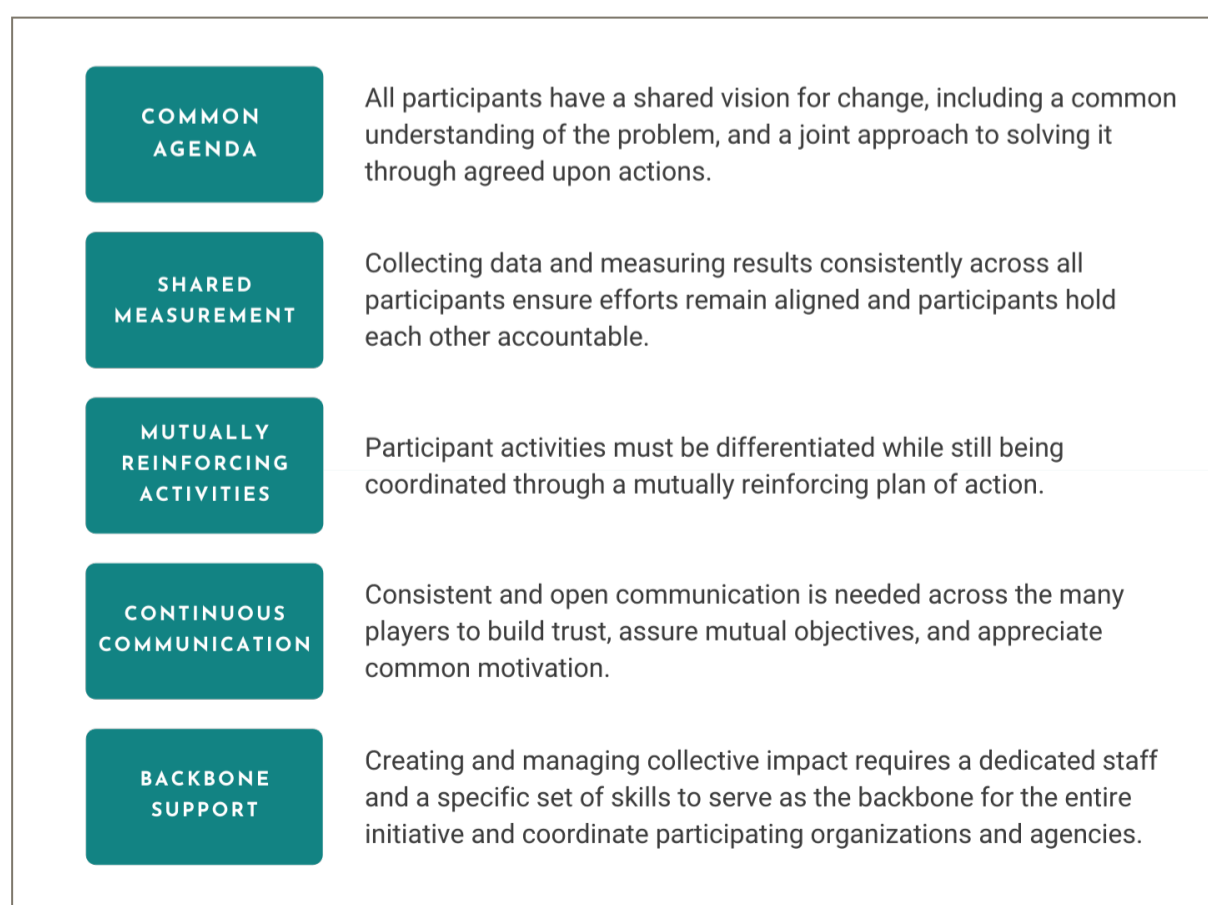 COMMON
AGENDA
All participants have a shared vision for change, including a common
understanding of the problem, and a joint approach to solving it
through agreed upon actions.
SHARED
MEASUREMENT
Collecting data and measuring results consistently across all
participants ensure efforts remain aligned and participants hold
each other accountable.
MUTUALLY
REINFORCING
ACTIVITIES
Participant activities must be differentiated while still being
coordinated through a mutually reinforcing plan of action.
CONTINUOUS
COMMUNICATION
Consistent and open communication is needed across the many
players to build trust, assure mutual objectives, and appreciate
common motivation.
BACKBONE
SUPPORT
Creating and managing collective impact requires a dedicated staff
and a specific set of skills to serve as the backbone for the entire
initiative and coordinate participating organizations and agencies.